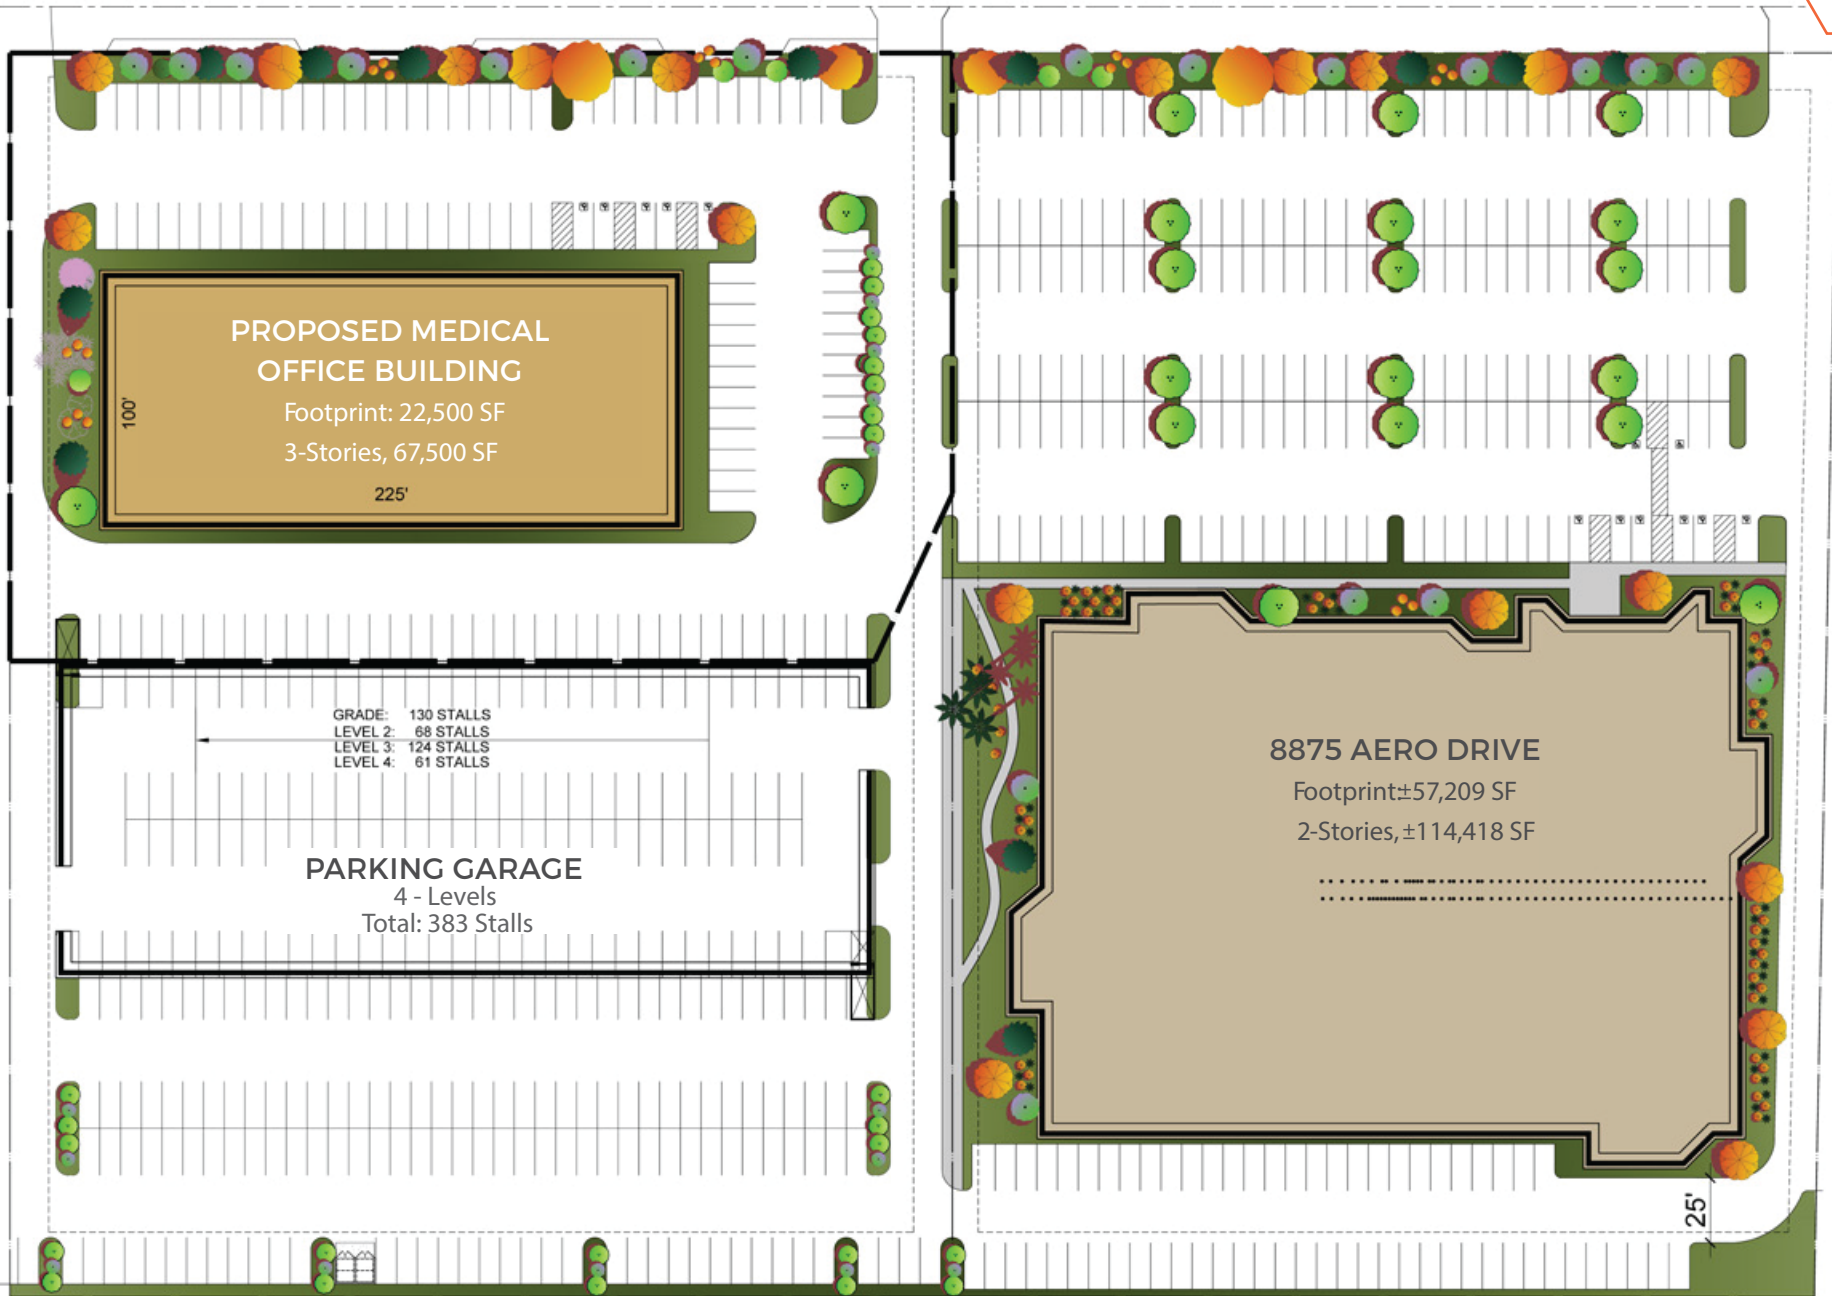 PROPOSED MEDICAL
OFFICE BUILDING
Footprint: 22,500 SF
3-Stories, 67,500 SF
100'
225'
GRADE: 130 STALLS
LEVEL 2: 68 STALLS
LEVEL 3: 124 STALLS
LEVEL 4: 61 STALLS
PARKING GARAGE
4 - Levels
Total: 383 Stalls
8875 AERO DRIVE
Footprint:±57,209 SF
2-Stories, ±114,418 SF
25'